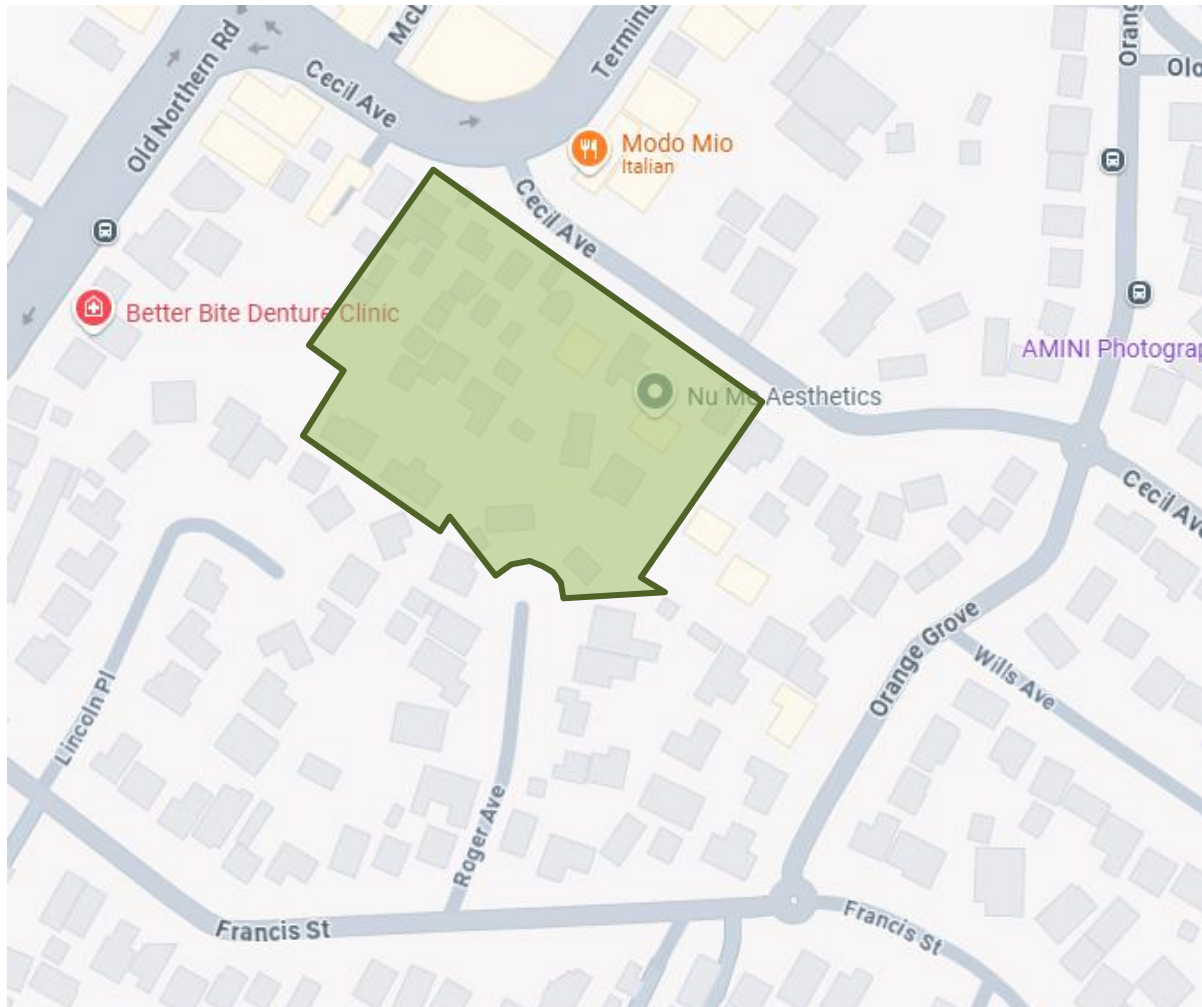 McL
Orang
Old Northern Rd
Cecil Ave
Terminu
Olo
Modo Mio
Italian
Cecil Ave
Better Bite Denture Clinic
AMINI Photograp
Nu Me Aesthetics
Cecil Ave
Orange Grove
Wills Ave
Lincoln Pl
Roger Ave
Francis St
Francis St